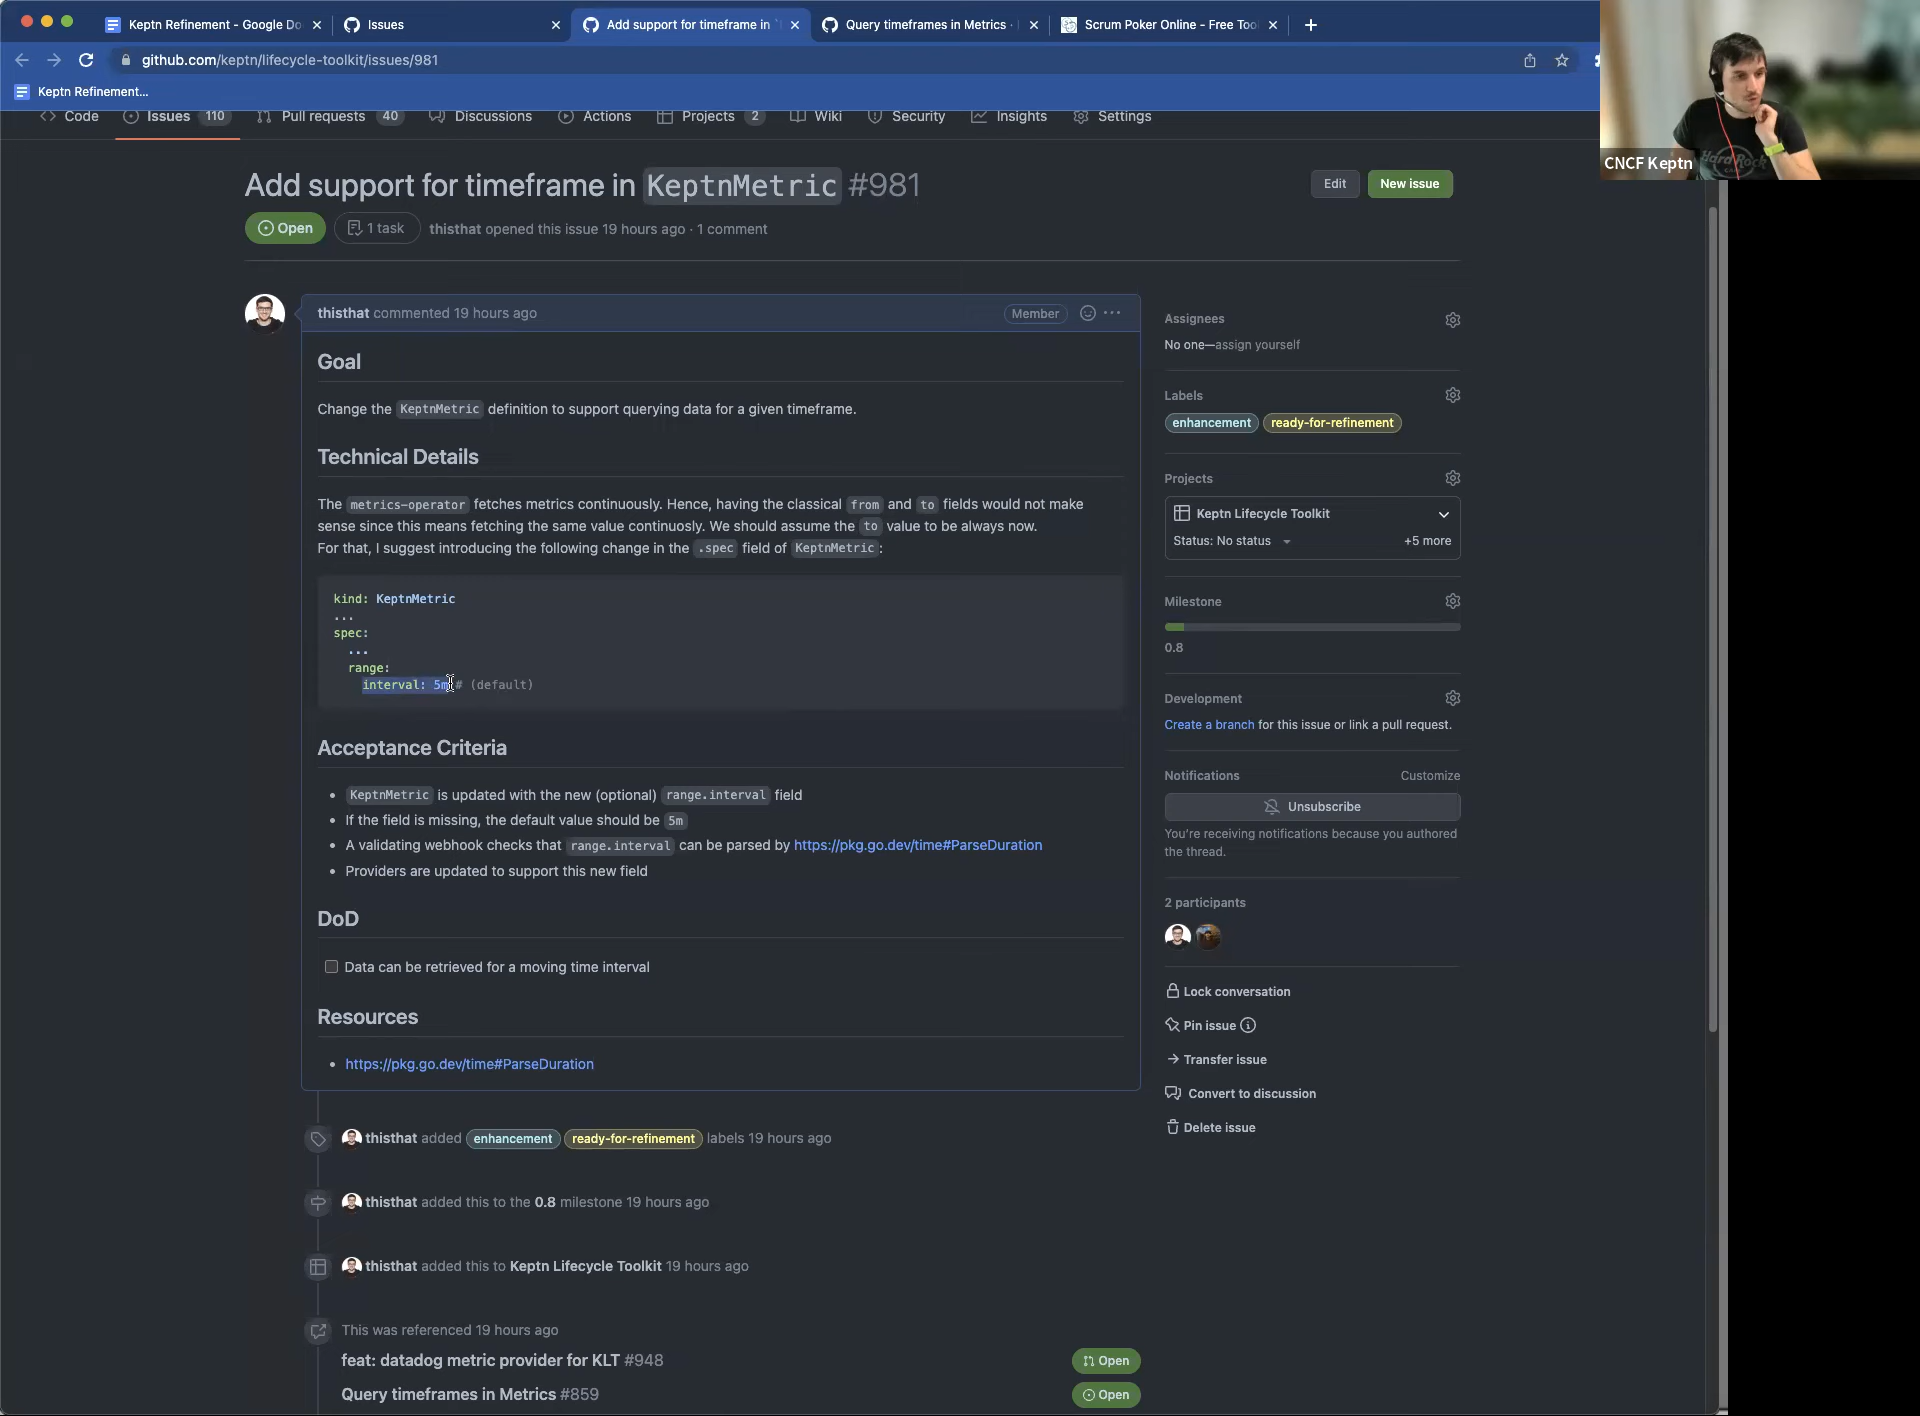 Keptn Refinement - Google Do
Issues
Add support for timeframe in `
Query timeframes in Metrics ·
Scrum Poker Online - Free Too
github.com/keptn/lifecycle-toolkit/issues/981
Keptn Refinement...
Code
Issues 110
Pull requests 40
Discussions
Actions
Projects 2
Wiki
Security
Insights
Settings
CNCF Keptn
Add support for timeframe in KeptnMetric #981
Edit
New issue
Open
1 task
thisthat opened this issue 19 hours ago · 1 comment
thisthat commented 19 hours ago
Member
Goal
Change the KeptnMetric definition to support querying data for a given timeframe.
Technical Details
The metrics-operator fetches metrics continuously. Hence, having the classical from and to fields would not make
sense since this means fetching the same value continuosly. We should assume the to value to be always now.
For that, I suggest introducing the following change in the .spec field of KeptnMetric:
kind: KeptnMetric
...
spec:
...
range:
interval: 5m # (default)
Acceptance Criteria
• KeptnMetric is updated with the new (optional) range.interval field
• If the field is missing, the default value should be 5m
• A validating webhook checks that range.interval can be parsed by https://pkg.go.dev/time#ParseDuration
• Providers are updated to support this new field
DoD
Data can be retrieved for a moving time interval
Resources
• https://pkg.go.dev/time#ParseDuration
thisthat added enhancement ready-for-refinement labels 19 hours ago
thisthat added this to the 0.8 milestone 19 hours ago
thisthat added this to Keptn Lifecycle Toolkit 19 hours ago
This was referenced 19 hours ago
feat: datadog metric provider for KLT #948
Open
Query timeframes in Metrics #859
Open
Assignees
No one—assign yourself
Labels
enhancement ready-for-refinement
Projects
Keptn Lifecycle Toolkit
Status: No status
+5 more
Milestone
0.8
Development
Create a branch for this issue or link a pull request.
Notifications
Customize
Unsubscribe
You're receiving notifications because you authored
the thread.
2 participants
Lock conversation
Pin issue
Transfer issue
Convert to discussion
Delete issue